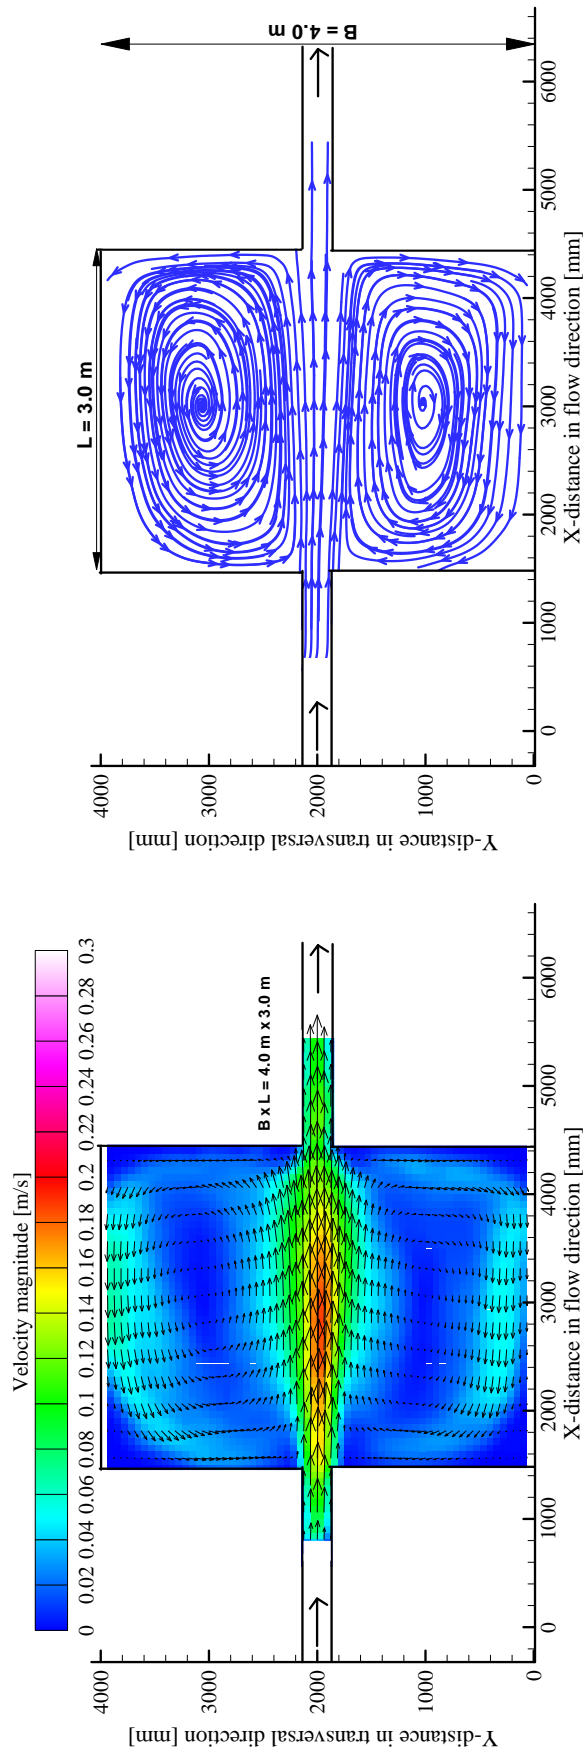 Velocity magnitude [m/s]
0 0.02 0.04 0.06 0.08 0.1 0.12 0.14 0.16 0.18 0.2 0.22 0.24 0.26 0.28 0.3
B x L = 4.0 m x 3.0 m
Y-distance in transversal direction [mm]
4000
3000
2000
1000
0
0 1000 2000 3000 4000 5000 6000
X-distance in flow direction [mm]
L = 3.0 m
B = 4.0 m
Y-distance in transversal direction [mm]
4000
3000
2000
1000
0
0 1000 2000 3000 4000 5000 6000
X-distance in flow direction [mm]